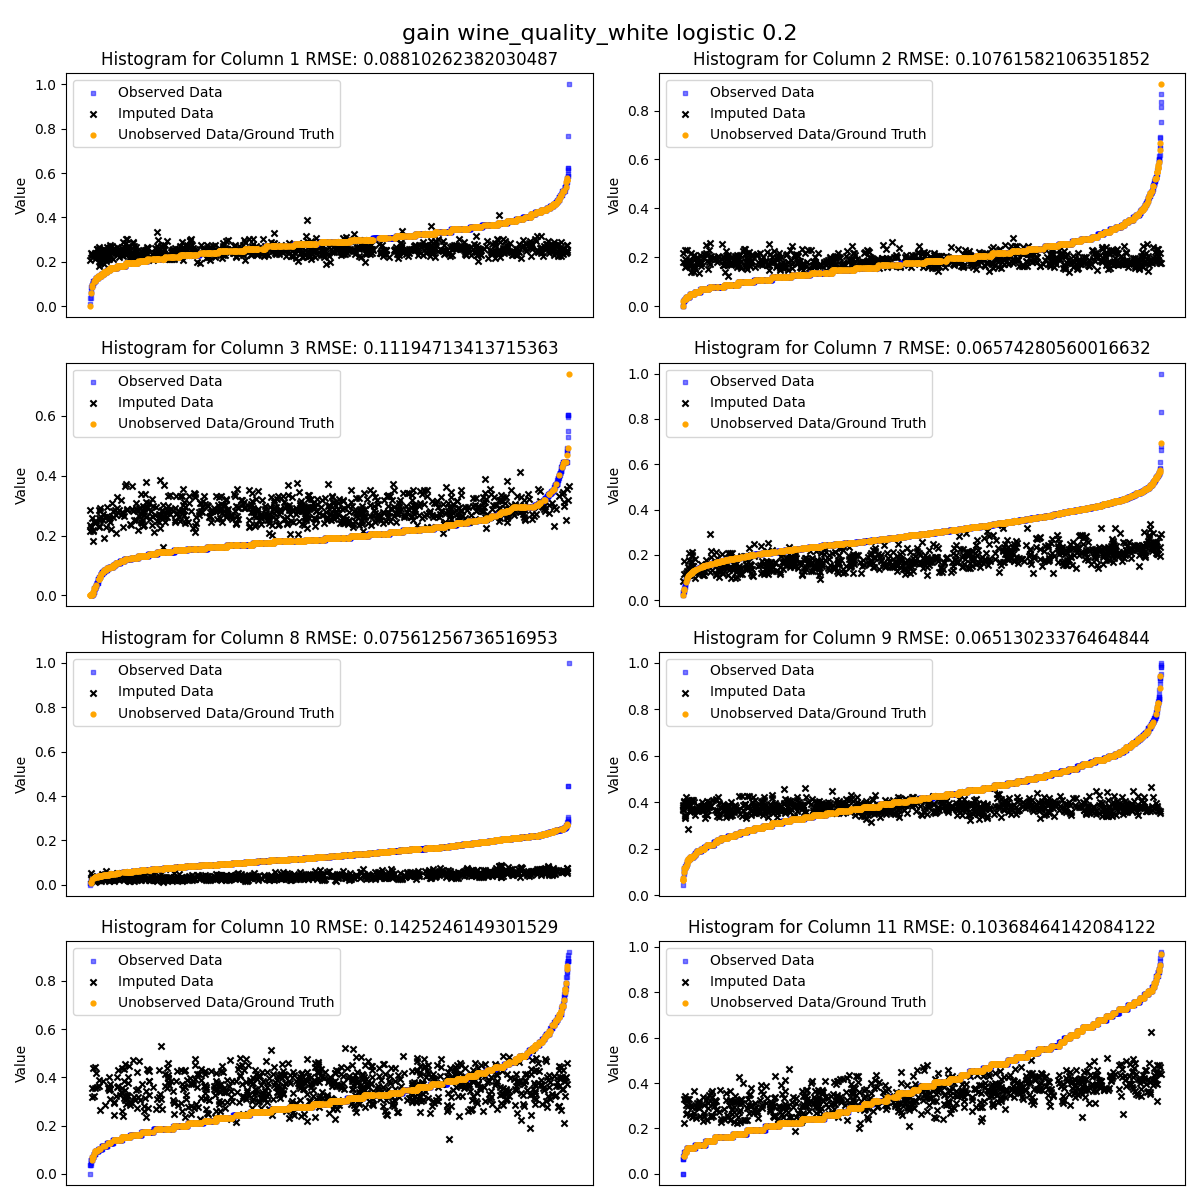 gain wine_quality_white logistic 0.2
Histogram for Column 1 RMSE: 0.08810262382030487
Value
1.0
0.8
0.6
0.4
0.2
0.0
Observed Data
Imputed Data
Unobserved Data/Ground Truth
Histogram for Column 2 RMSE: 0.10761582106351852
Value
0.8
0.6
0.4
0.2
0.0
Observed Data
Imputed Data
Unobserved Data/Ground Truth
Histogram for Column 3 RMSE: 0.11194713413715363
Value
0.6
0.4
0.2
0.0
Observed Data
Imputed Data
Unobserved Data/Ground Truth
Histogram for Column 7 RMSE: 0.06574280560016632
Value
1.0
0.8
0.6
0.4
0.2
0.0
Observed Data
Imputed Data
Unobserved Data/Ground Truth
Histogram for Column 8 RMSE: 0.07561256736516953
Value
1.0
0.8
0.6
0.4
0.2
0.0
Observed Data
Imputed Data
Unobserved Data/Ground Truth
Histogram for Column 9 RMSE: 0.06513023376464844
Value
1.0
0.8
0.6
0.4
0.2
0.0
Observed Data
Imputed Data
Unobserved Data/Ground Truth
Histogram for Column 10 RMSE: 0.1425246149301529
Value
0.8
0.6
0.4
0.2
0.0
Observed Data
Imputed Data
Unobserved Data/Ground Truth
Histogram for Column 11 RMSE: 0.10368464142084122
Value
1.0
0.8
0.6
0.4
0.2
0.0
Observed Data
Imputed Data
Unobserved Data/Ground Truth